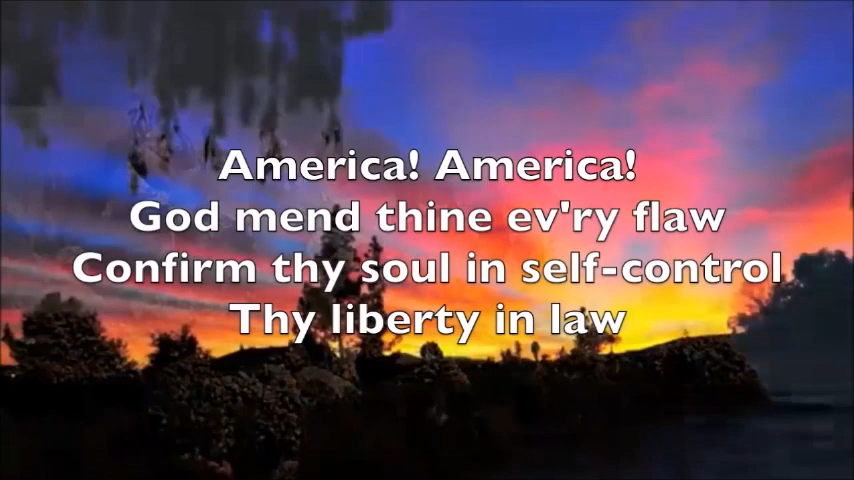 America! America!
God mend thine ev'ry flaw
Confirm thy soul in self-control
Thy liberty in law